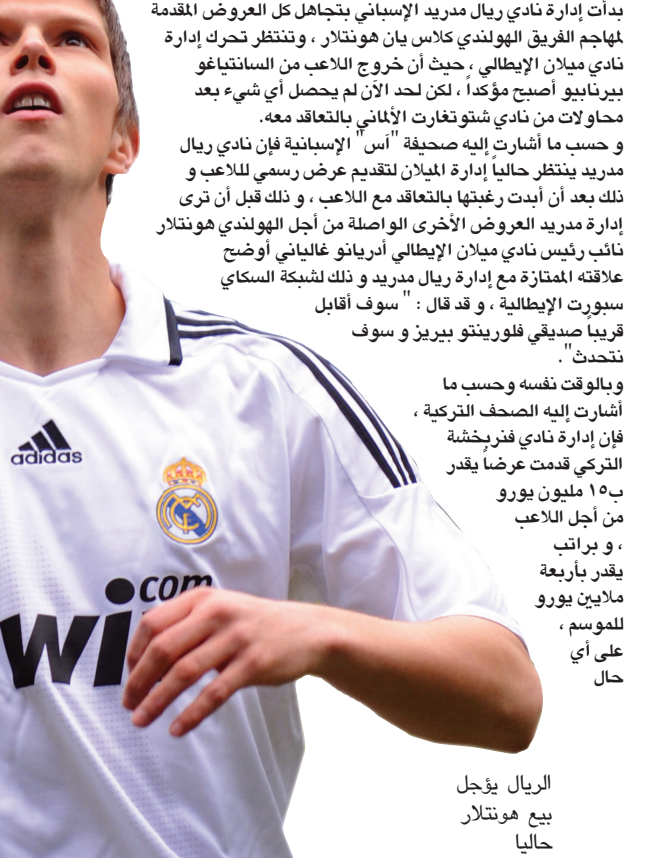 بدأت إدارة نادي ريال مدريد الإسباني بتجاهل كل العروض المقدمة
لمهاجم الفريق الهولندي كلاس يان هونتلار ، وتنتظر تحرك إدارة
نادي ميلان الإيطالي ، حيث أن خروج اللاعب من السانتياغو
بيرنابيو أصبح مؤكداً ، لكن لحد الآن لم يحصل أي شيء بعد
محاولات من نادي شتوتغارت الألماني بالتعاقد معه.
و حسب ما أشارت إليه صحيفة "آس" الإسبانية فإن نادي ريال
مدريد ينتظر حالياً إدارة الميلان لتقديم عرض رسمي لللاعب و
ذلك بعد أن أبدت رغبتها بالتعاقد مع اللاعب ، و ذلك قبل أن ترى
إدارة مدريد العروض الأخرى الواصلة من أجل الهولندي هونتلار
نائب رئيس نادي ميلان الإيطالي أدريانو غالياني أوضح
علاقته الممتازة مع إدارة ريال مدريد و ذلك لشبكة السكاي
سبورت الإيطالية ، و قد قال : " سوف أقابل
قريباً صديقي فلورينتو بيريز و سوف
نتحدث".
وبالوقت نفسه وحسب ما
أشارت إليه الصحف التركية ،
فإن إدارة نادي فنربخشة
التركي قدمت عرضاً يقدر
ب١٥ مليون يورو
من أجل اللاعب
، و براتب
يقدر بأربعة
ملايين يورو
للموسم ،
على أي
حال
adidas
.com
wi
الريال يؤجل
بيع هونتلار
حاليا